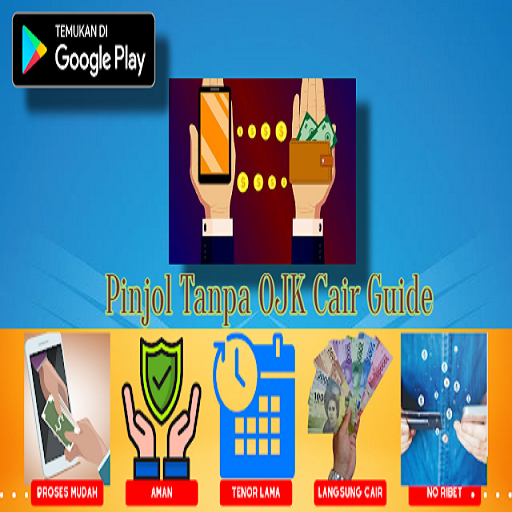 TEMUKAN DI
Google Play
Pinjol Tanpa OJK Cair Guide
PROSES MUDAH
AMAN
TENOR LAMA
LANGSUNG CAIR
NO RIBET